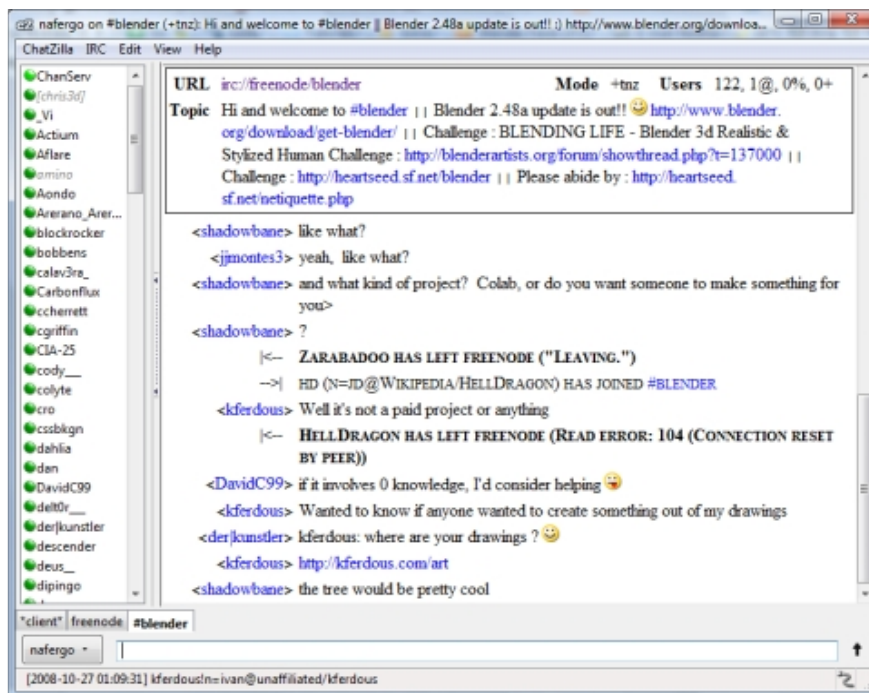 nafergo on #blender (+tnz): Hi and welcome to #blender || Blender 2.48a update is out!! :) http://www.blender.org/downloa...
ChatZilla IRC Edit View Help
ChanServ
[chris3d]
_Vi
Actium
Aflare
amino
Aondo
Arerano_Arer...
blockrocker
bobbens
calav3ra_
Carbonflux
ccherrett
cgriffin
CIA-25
cody___
colyte
cro
cssbkgn
dahlia
dan
DavidC99
delt0r___
der|kunstler
descender
deus__
dipingo
URL irc://freenode/blender Mode +tnz Users 122, 1@, 0%, 0+
Topic Hi and welcome to #blender || Blender 2.48a update is out!! http://www.blender.
org/download/get-blender/ || Challenge : BLENDING LIFE - Blender 3d Realistic &
Stylized Human Challenge : http://blenderartists.org/forum/showthread.php?t=137000 ||
Challenge : http://heartseed.sf.net/blender || Please abide by : http://heartseed.
sf.net/netiquette.php
<shadowbane> like what?
<jjmontes3> yeah, like what?
<shadowbane> and what kind of project? Colab, or do you want someone to make something for
you>
<shadowbane> ?
|<-- ZARABADOO HAS LEFT FREENODE ("LEAVING.")
-->| HD (N=JD@WIKIPEDIA/HELLDRAGON) HAS JOINED #BLENDER
<kferdous> Well it's not a paid project or anything
|<-- HELLDRAGON HAS LEFT FREENODE (READ ERROR: 104 (CONNECTION RESET
BY PEER))
<DavidC99> if it involves 0 knowledge, I'd consider helping
<kferdous> Wanted to know if anyone wanted to create something out of my drawings
<der|kunstler> kferdous: where are your drawings ?
<kferdous> http://kferdous.com/art
<shadowbane> the tree would be pretty cool
*client* freenode #blender
nafergo
[2008-10-27 01:09:31] kferdous!n=ivan@unaffiliated/kferdous